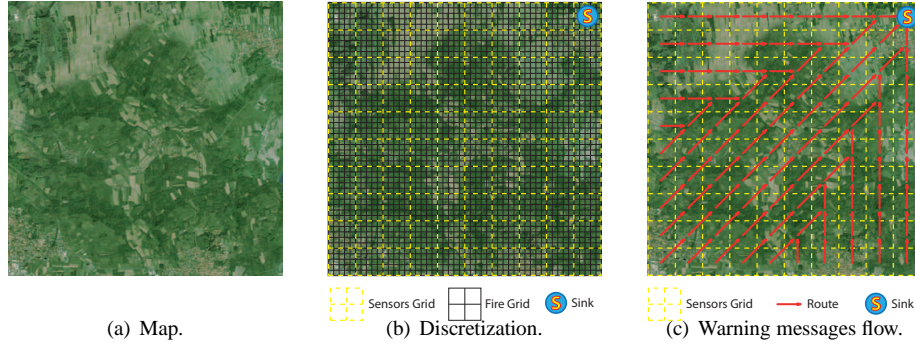 S
S
Sensors Grid Fire Grid S Sink
Sensors Grid Route S Sink
(a) Map.
(b) Discretization.
(c) Warning messages flow.